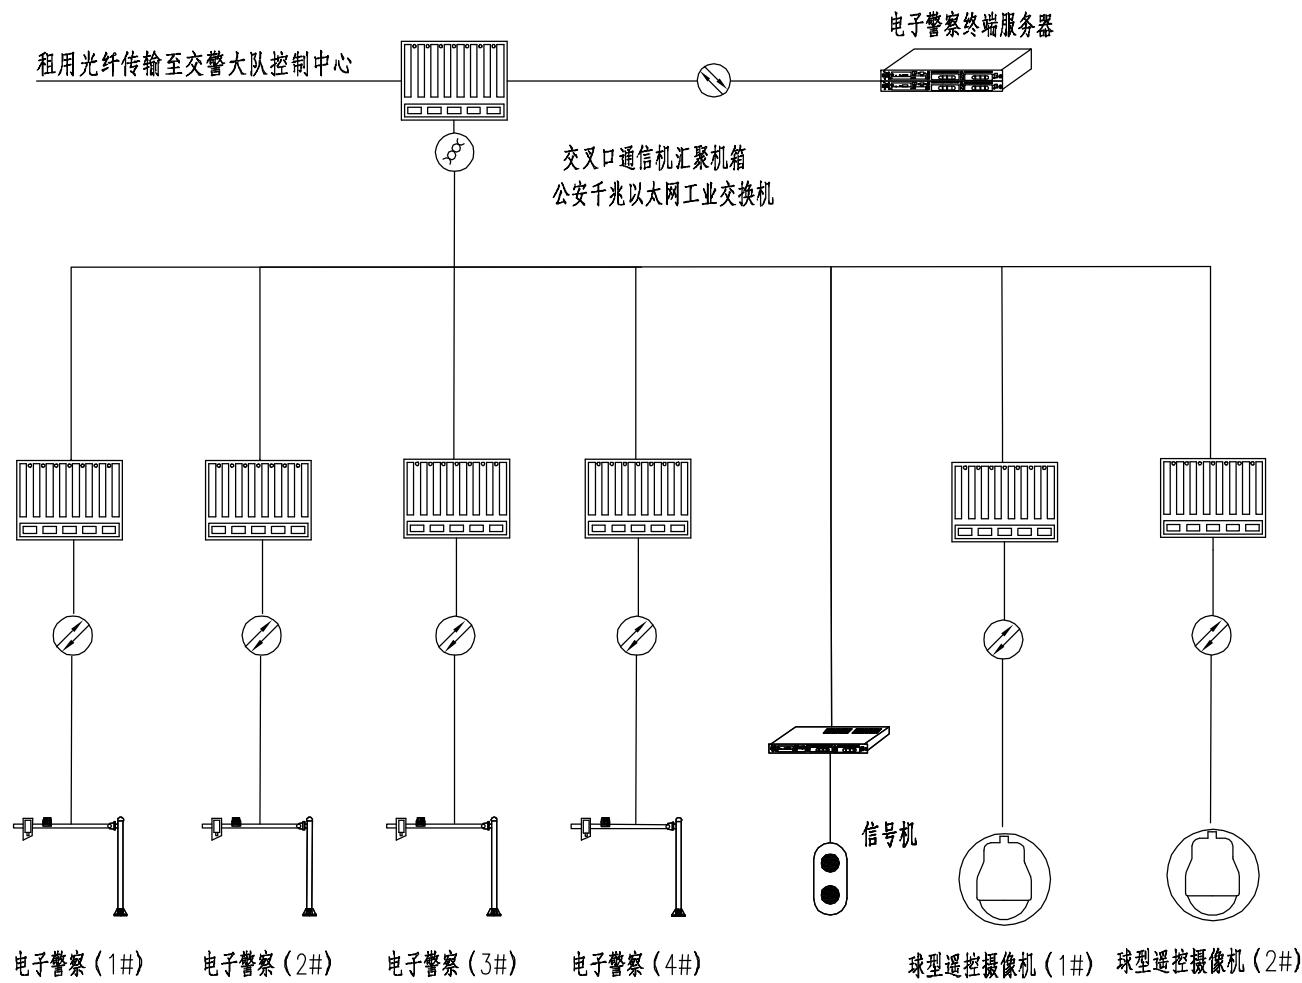 电子警察终端服务器
租用光纤传输至交警大队控制中心
交叉口通信机汇聚机箱
公安千兆以太网工业交换机
信号机
电子警察(1#)
电子警察(2#)
电子警察(3#)
电子警察(4#)
球型遥控摄像机(1#)
球型遥控摄像机(2#)